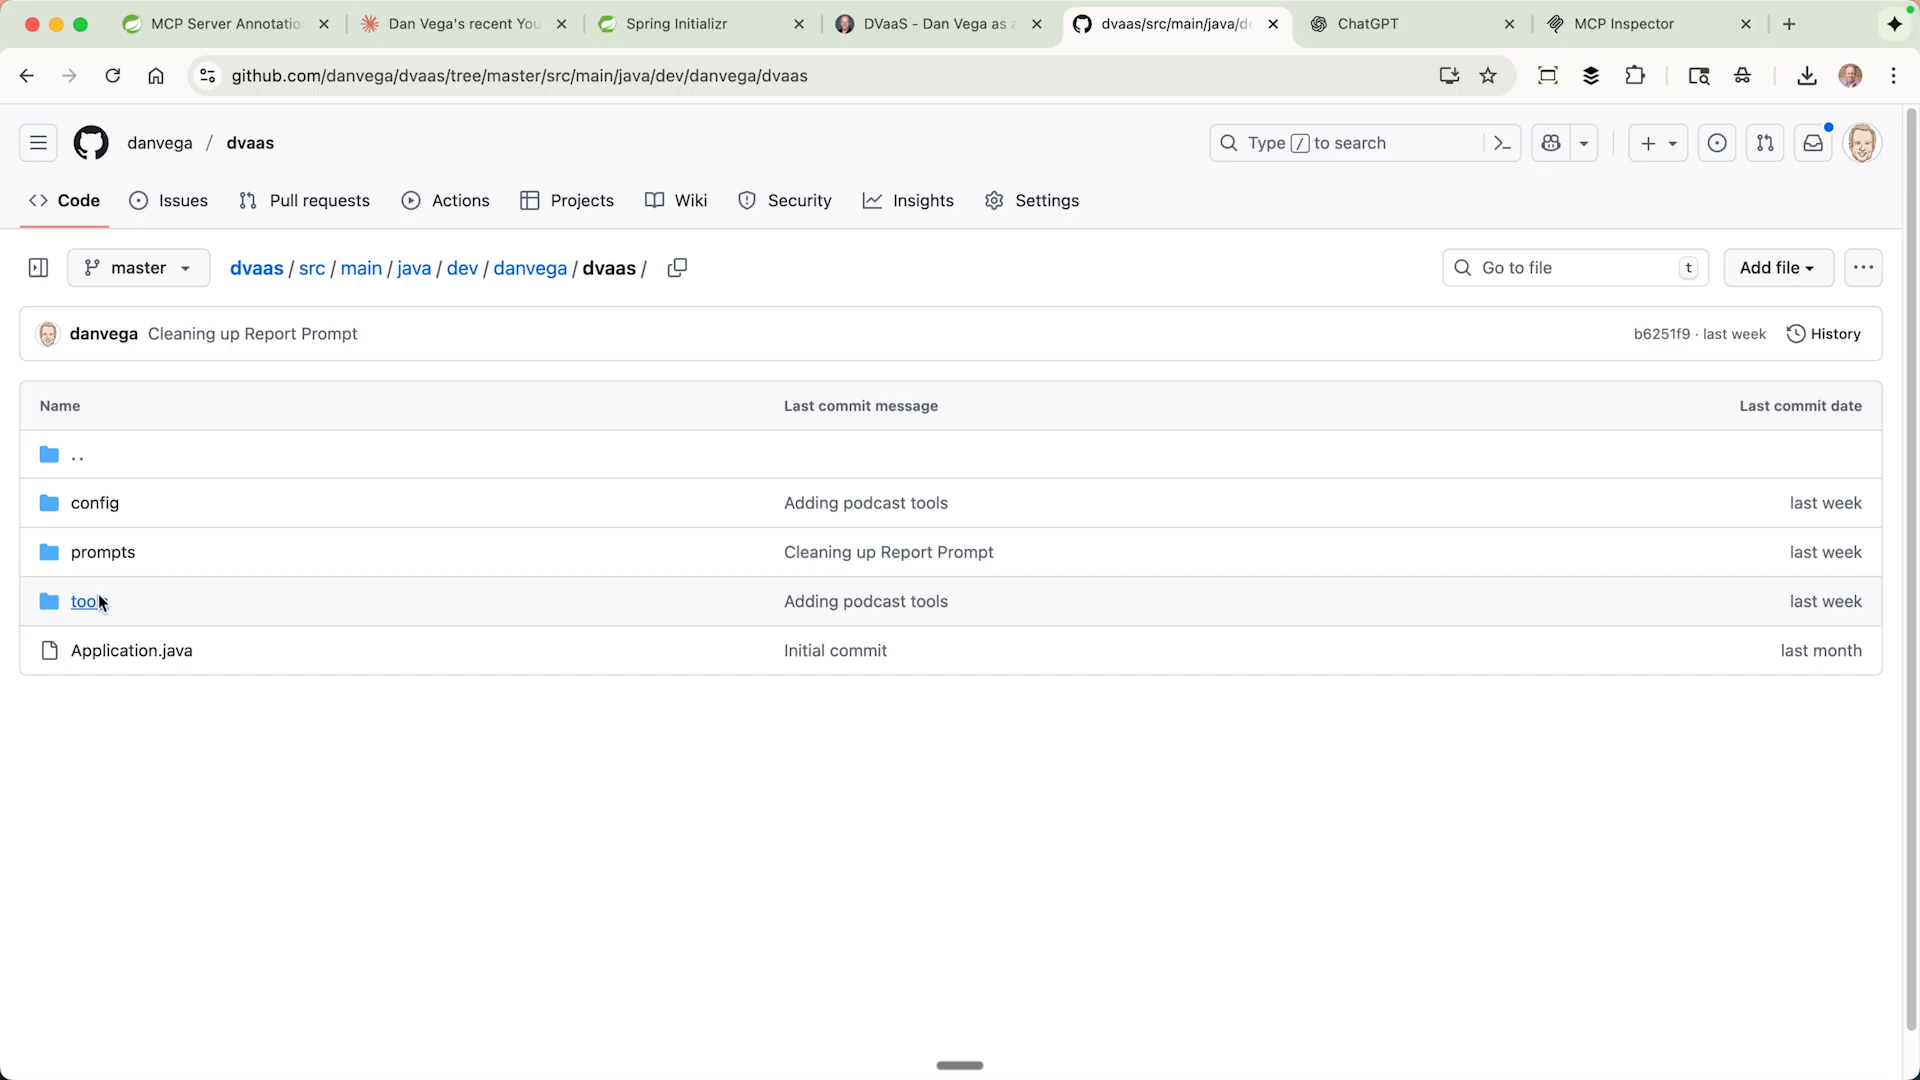 MCP Server Annotatio
Dan Vega's recent You
Spring Initializr
DVaaS - Dan Vega as a
dvaas/src/main/java/de
ChatGPT
MCP Inspector
github.com/danvega/dvaas/tree/master/src/main/java/dev/danvega/dvaas
danvega / dvaas
Type / to search
Code
Issues
Pull requests
Actions
Projects
Wiki
Security
Insights
Settings
master
dvaas / src / main / java / dev / danvega / dvaas /
Go to file
t
Add file
danvega Cleaning up Report Prompt
b6251f9 · last week
History
Name
Last commit message
Last commit date
..
config
Adding podcast tools
last week
prompts
Cleaning up Report Prompt
last week
tools
Adding podcast tools
last week
Application.java
Initial commit
last month